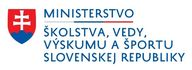 MINISTERSTVO
ŠKOLSTVA, VEDY,
VÝSKUMU A ŠPORTU
SLOVENSKEJ REPUBLIKY